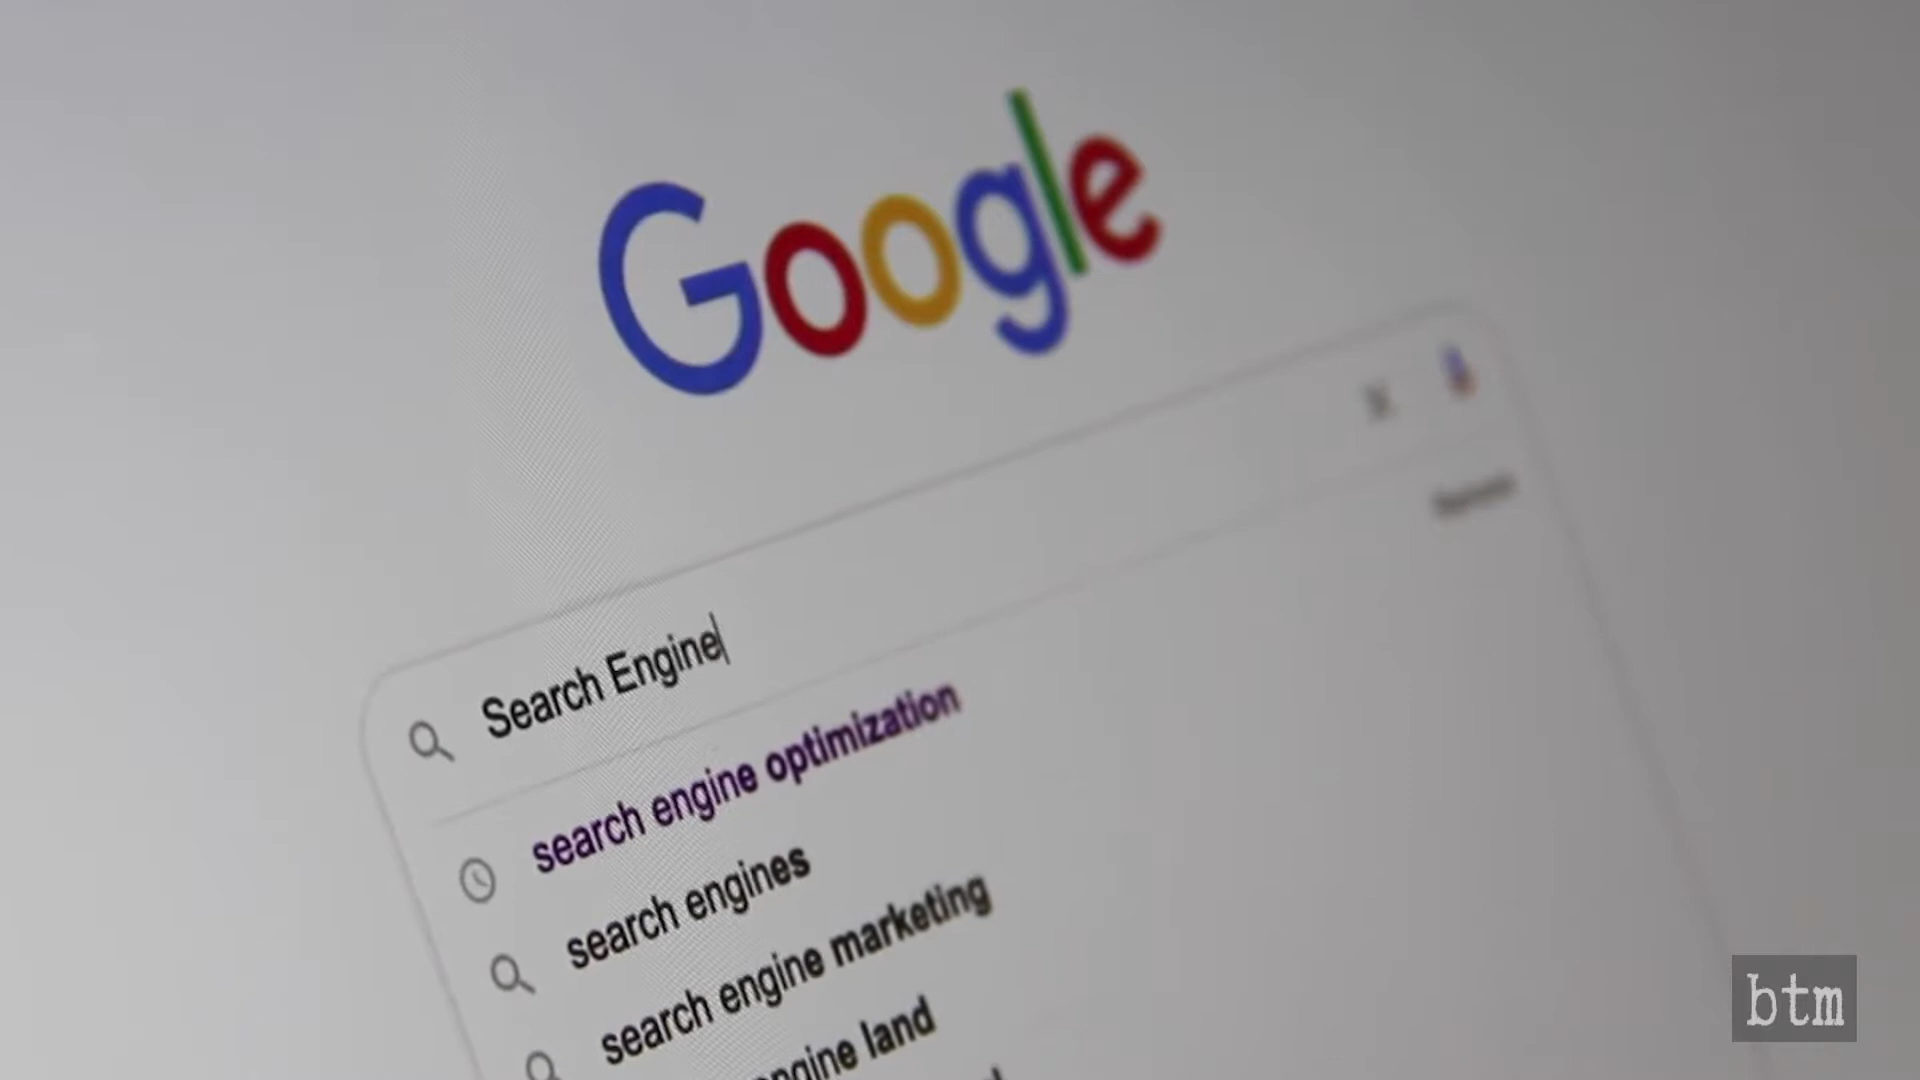 Google
Search Engine
search engine optimization
search engines
search engine marketing
engine land
btm